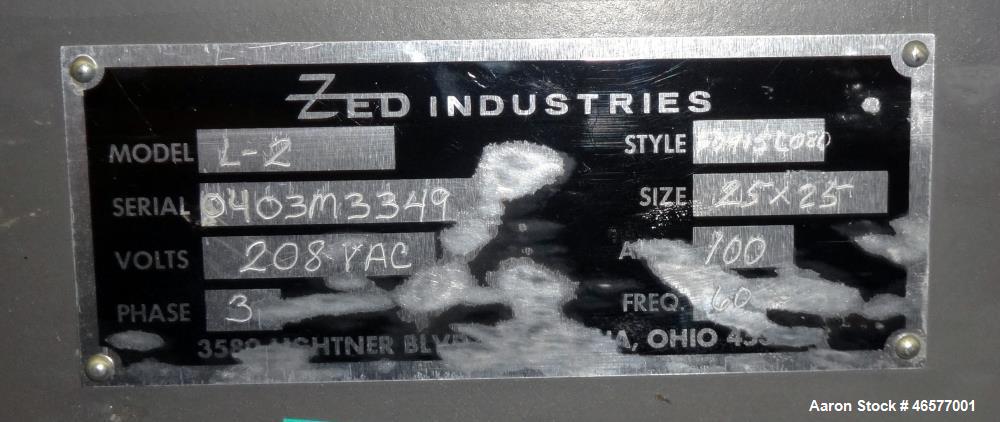 ZED INDUSTRIES
MODEL L-2
STYLE
SERIAL 0403M3349
SIZE 25X25
VOLTS 208 VAC
100
PHASE 3
FREQ. 60
OHIO
Aaron Stock # 46577001